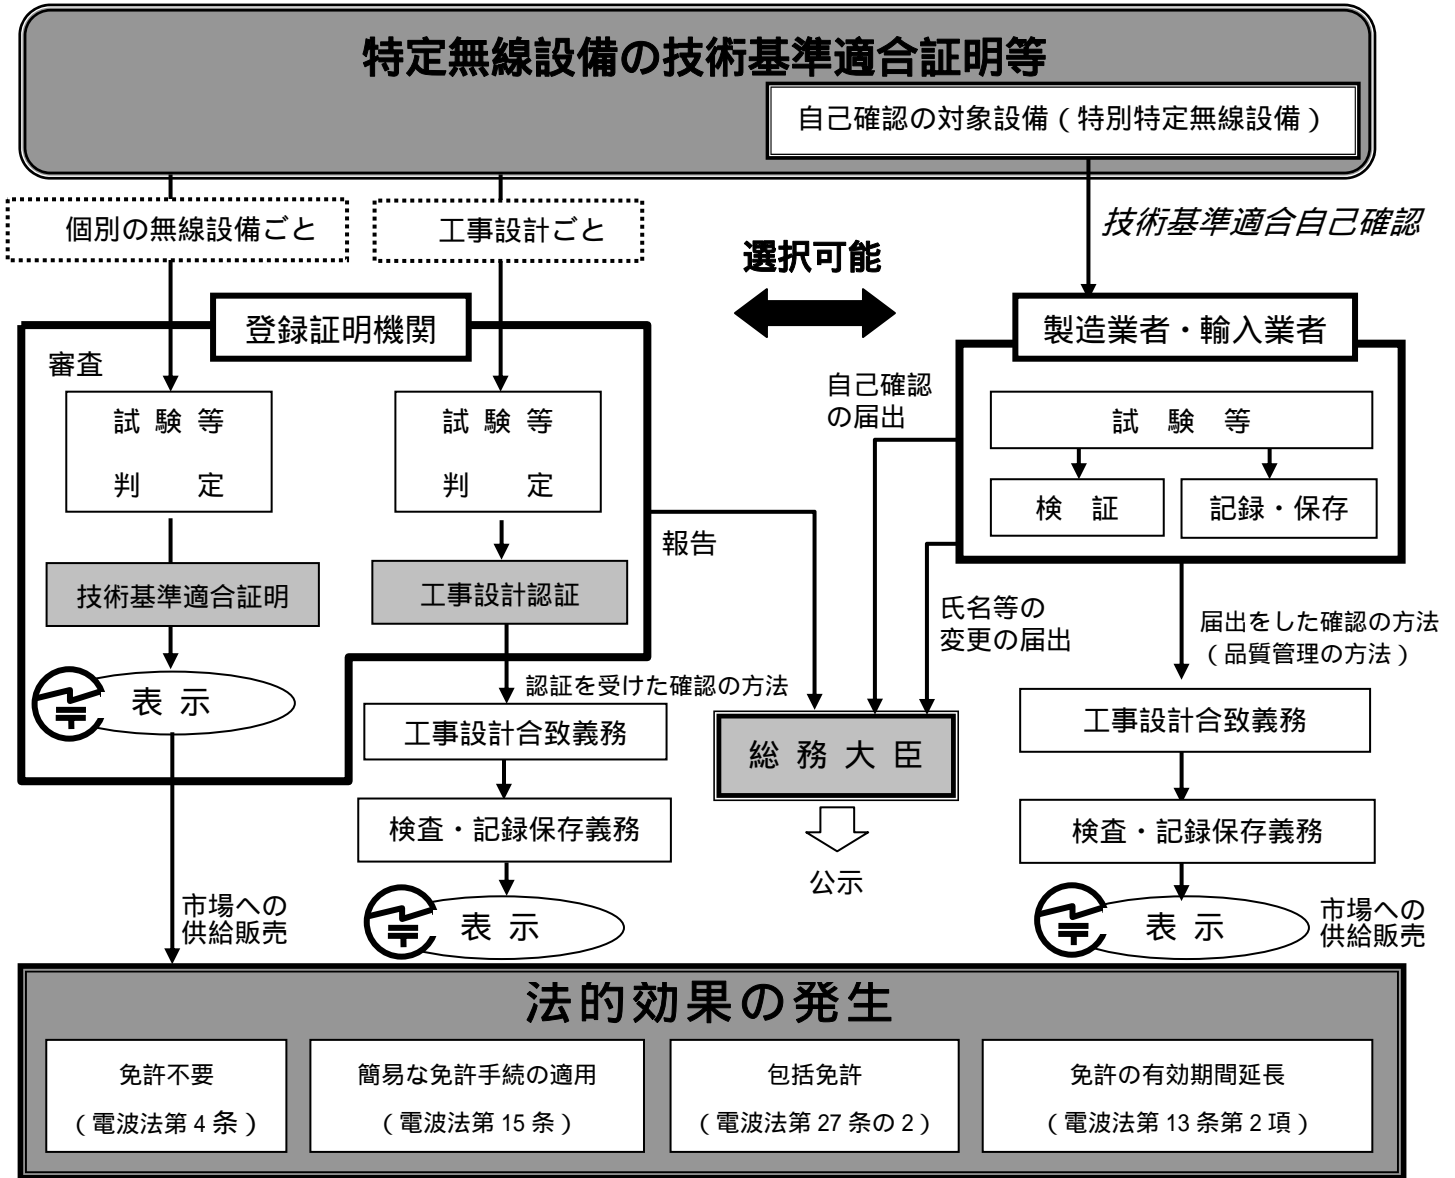 特定無線設備の技術基準適合証明等
自己確認の対象設備（特別特定無線設備）
個別の無線設備ごと
工事設計ごと
技術基準適合自己確認
選択可能
登録証明機関
製造業者・輸入業者
審査
試 験 等
判 定
試 験 等
判 定
自己確認
の届出
試 験 等
検 証
記録・保存
報告
技術基準適合証明
工事設計認証
氏名等の
変更の届出
届出をした確認の方法
（品質管理の方法）
表 示
認証を受けた確認の方法
工事設計合致義務
総 務 大 臣
工事設計合致義務
検査・記録保存義務
検査・記録保存義務
公示
市場への
供給販売
表 示
表 示
市場への
供給販売
法的効果の発生
免許不要
（電波法第 4 条）
簡易な免許手続の適用
（電波法第 15 条）
包括免許
（電波法第 27 条の 2）
免許の有効期間延長
（電波法第 13 条第 2 項）